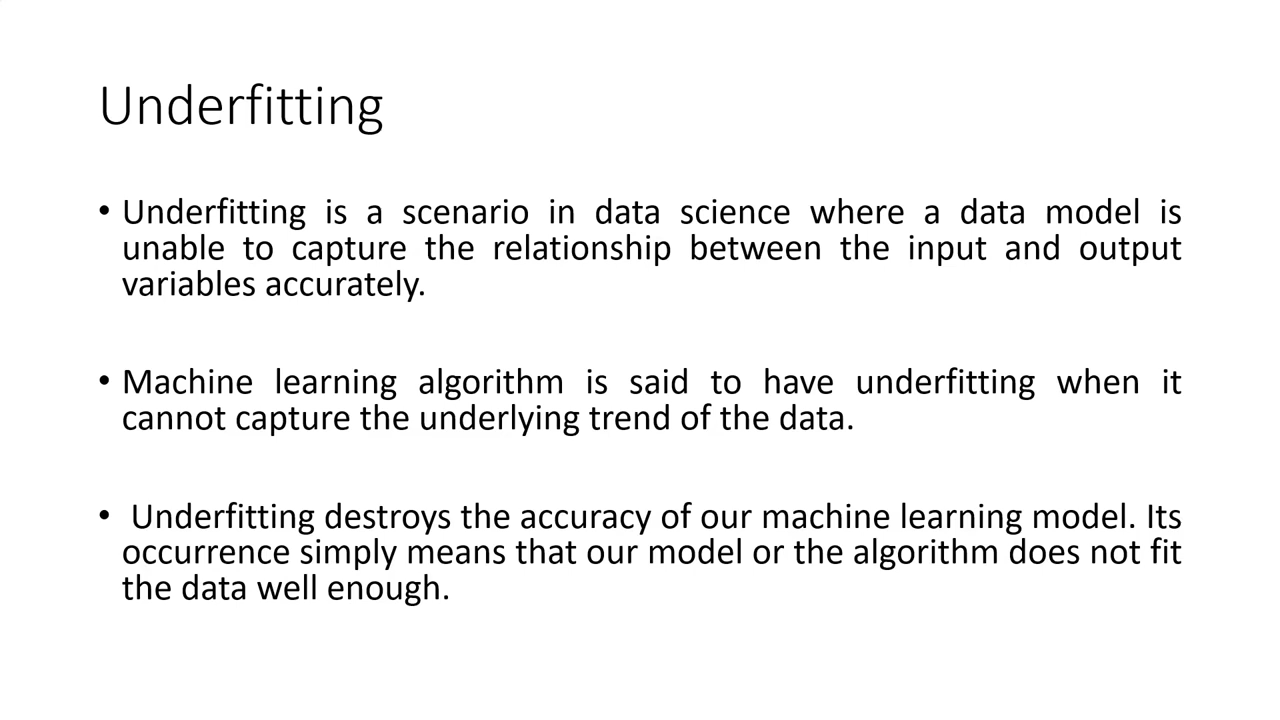 Underfitting
• Underfitting is a scenario in data science where a data model is
unable to capture the relationship between the input and output
variables accurately.
• Machine learning algorithm is said to have underfitting when it
cannot capture the underlying trend of the data.
• Underfitting destroys the accuracy of our machine learning model. Its
occurrence simply means that our model or the algorithm does not fit
the data well enough.